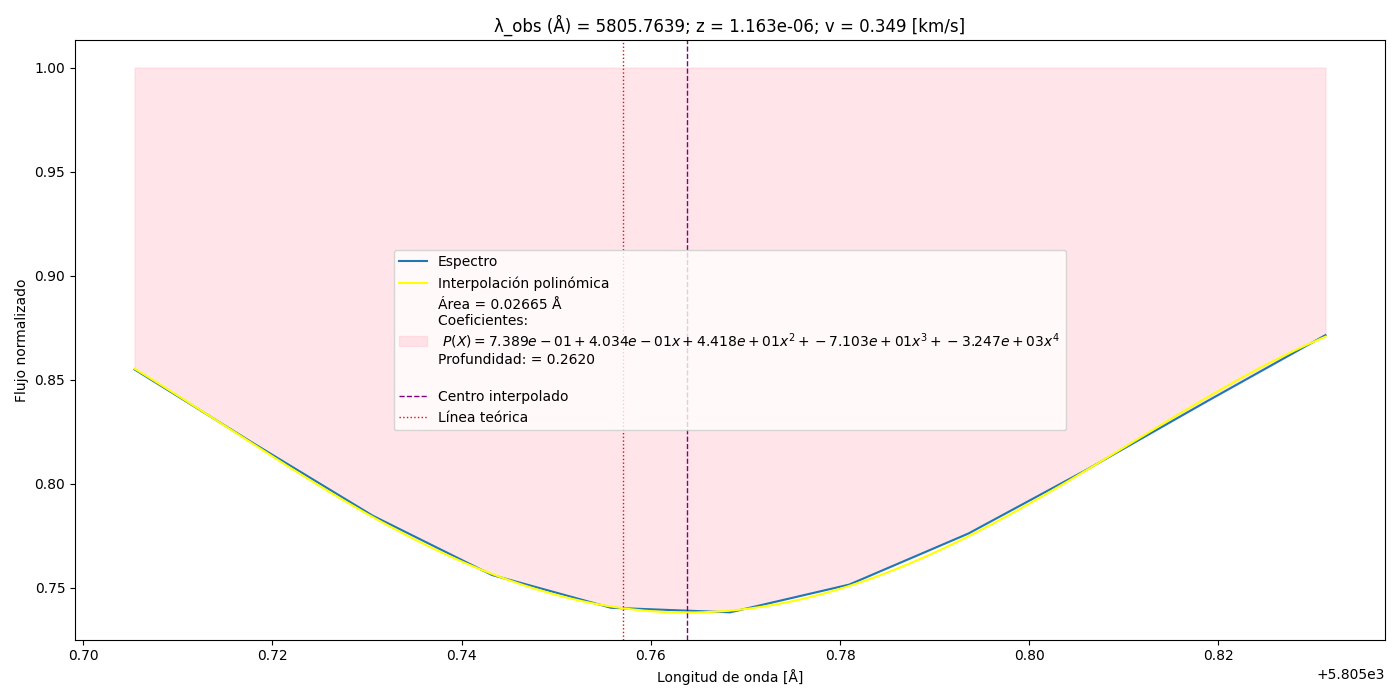 λ_obs (Å) = 5805.7639; z = 1.163e-06; v = 0.349 [km/s]
Flujo normalizado
1.00
0.95
0.90
0.85
0.80
0.75
Espectro
Interpolación polinómica
Área = 0.02665 Å
Coeficientes:
P(X) = 7.389e − 01 + 4.034e − 01x + 4.418e + 01x² + −7.103e + 01x³ + −3.247e + 03x⁴
Profundidad: = 0.2620
Centro interpolado
Línea teórica
0.70 0.72 0.74 0.76 0.78 0.80 0.82
+5.805e3
Longitud de onda [Å]